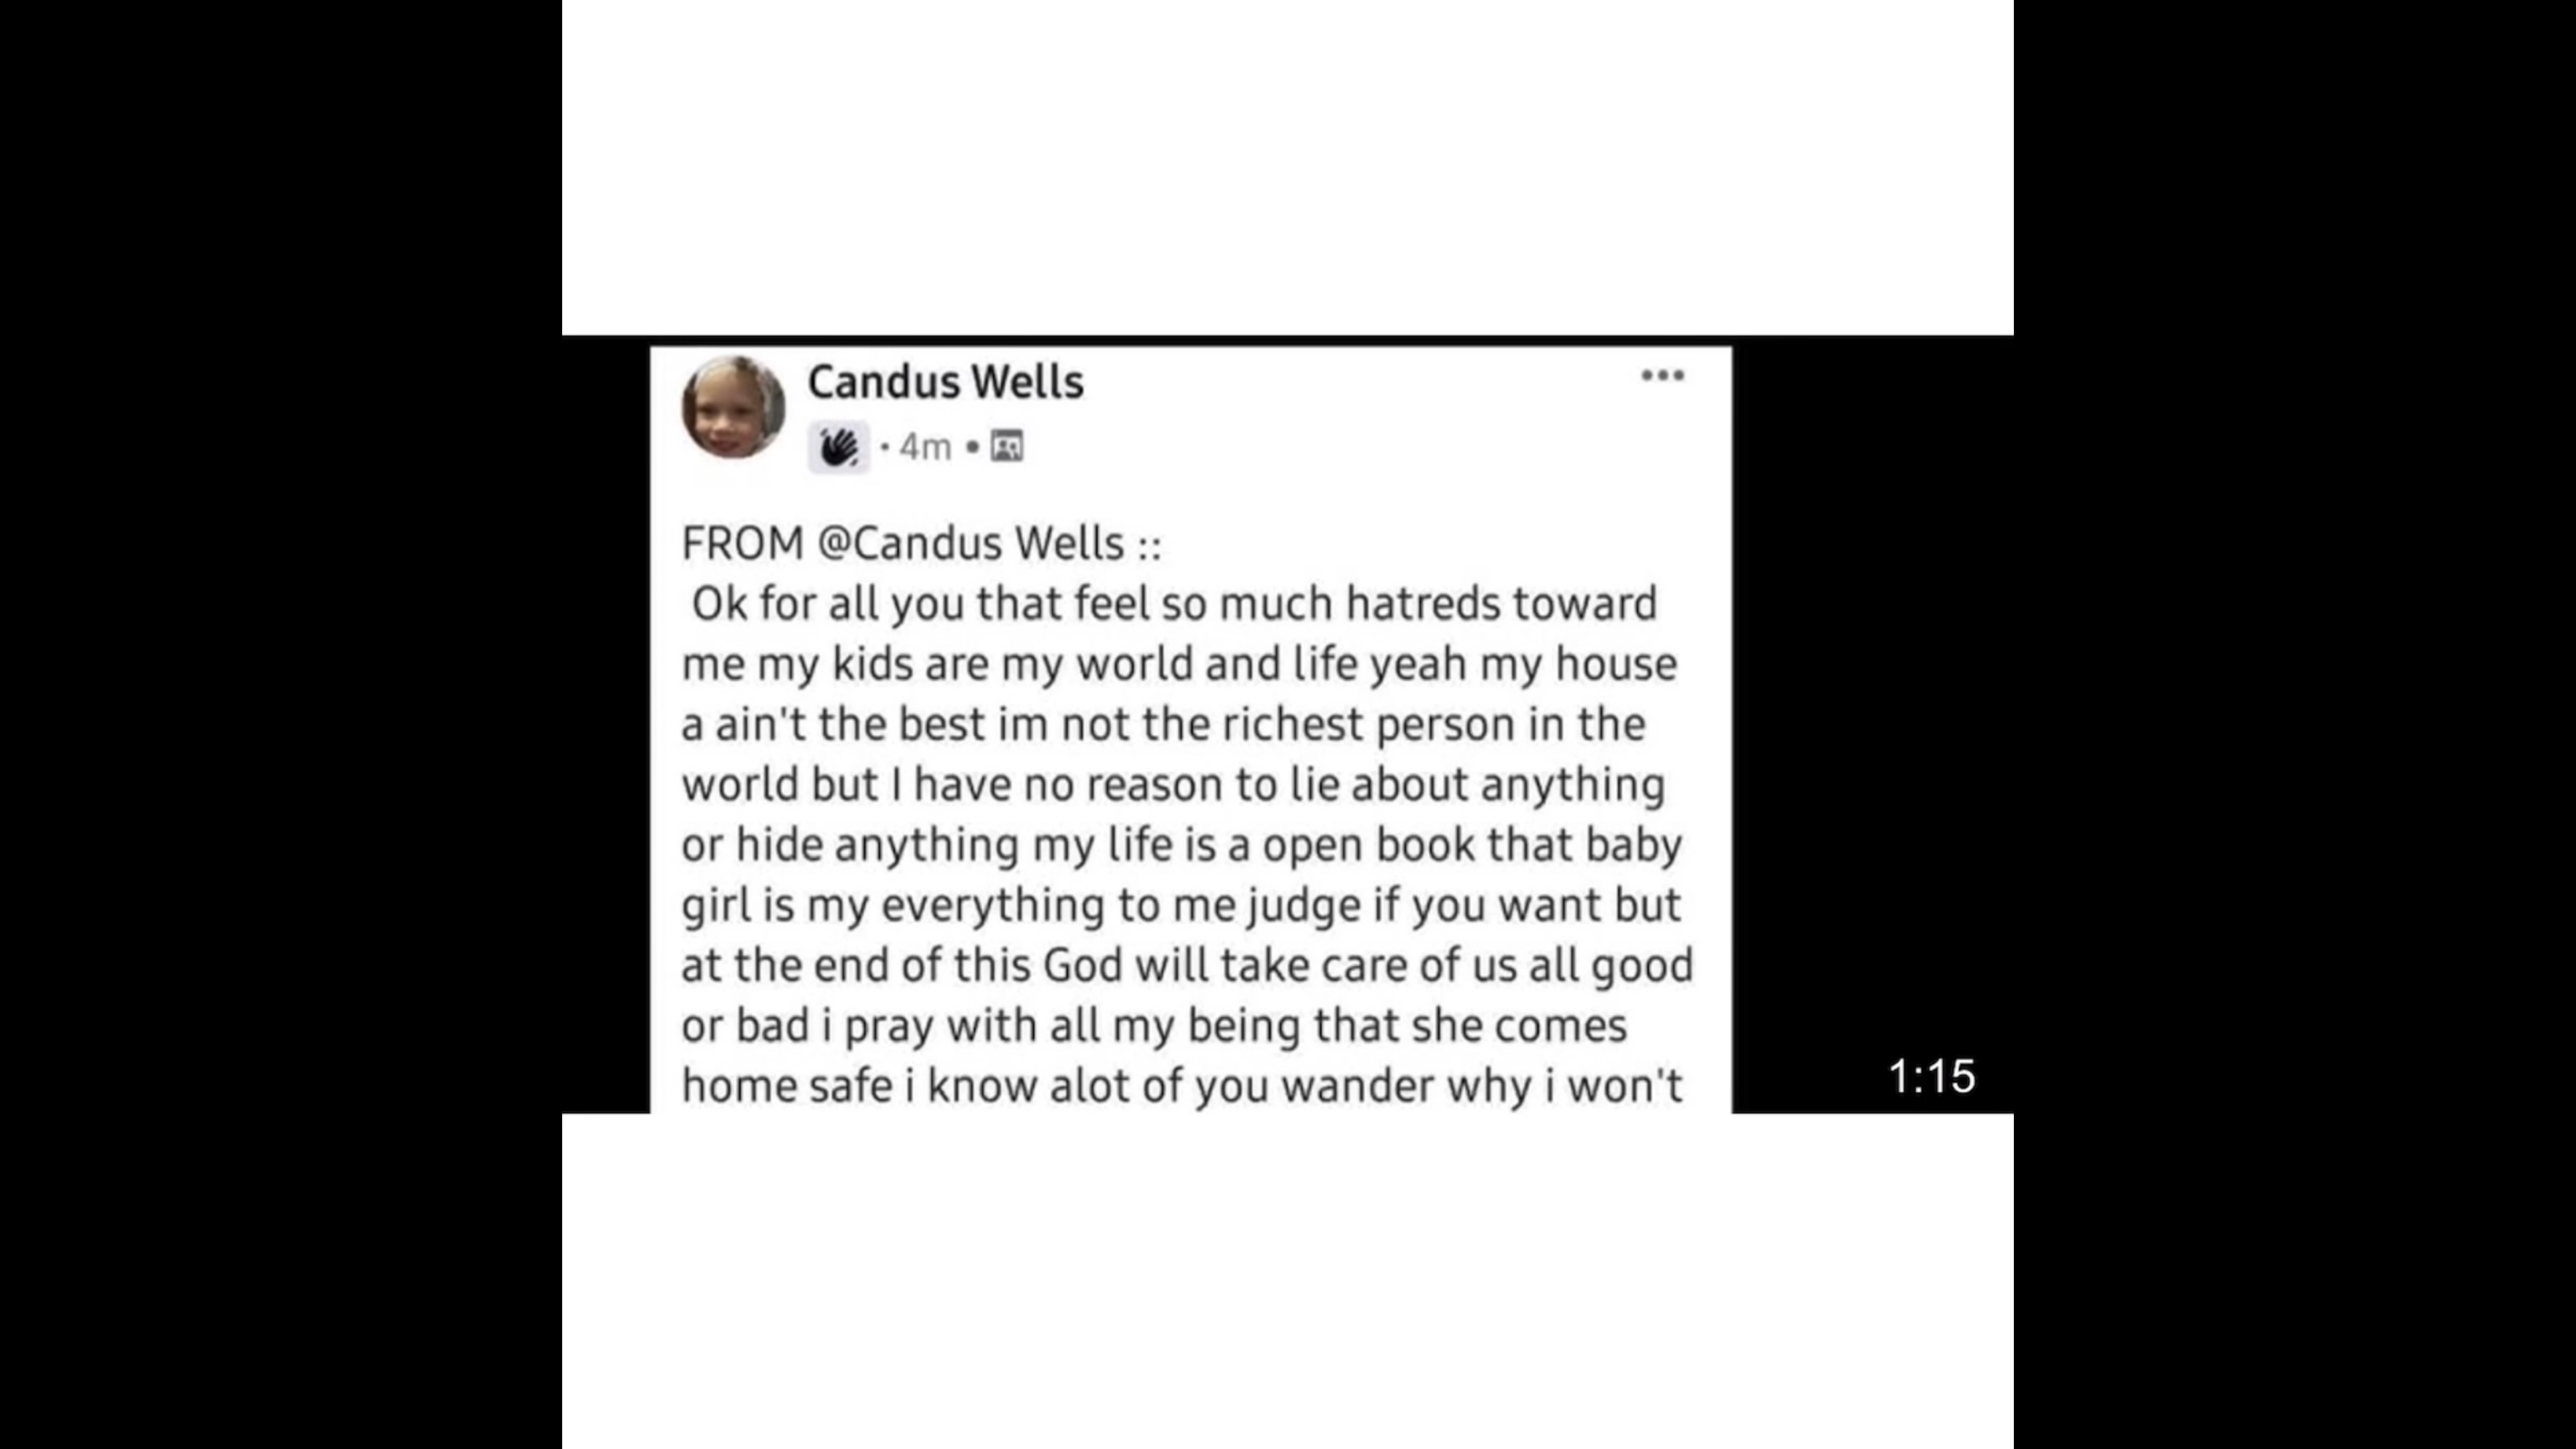 Candus Wells
· 4m •
FROM @Candus Wells ::
Ok for all you that feel so much hatreds toward
me my kids are my world and life yeah my house
a ain't the best im not the richest person in the
world but I have no reason to lie about anything
or hide anything my life is a open book that baby
girl is my everything to me judge if you want but
at the end of this God will take care of us all good
or bad i pray with all my being that she comes
home safe i know alot of you wander why i won't
1:15